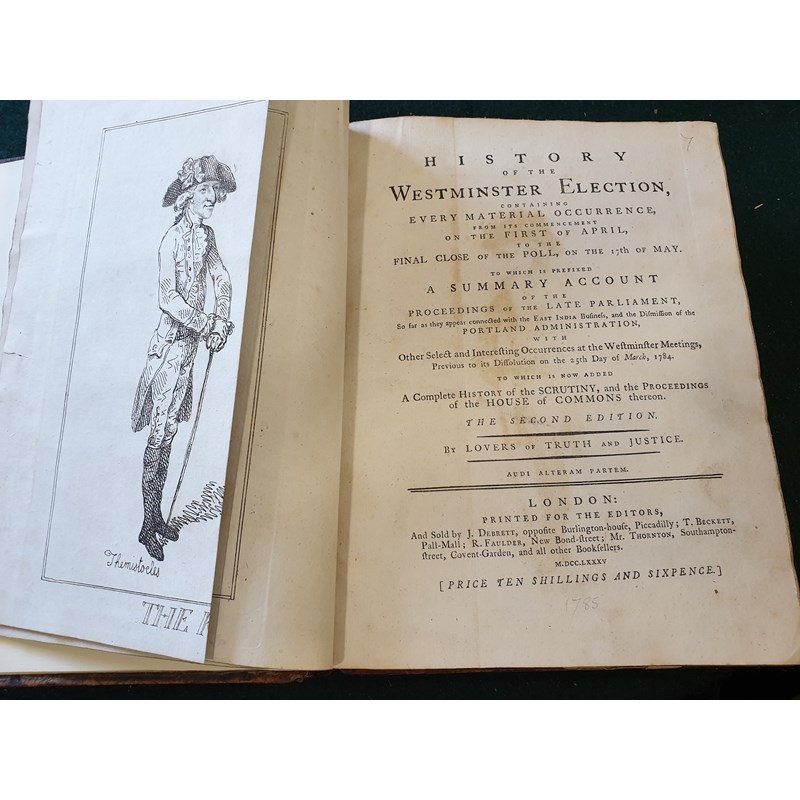 Themistocles
THE
7
HISTORY
OF THE
WESTMINSTER ELECTION,
CONTAINING
EVERY MATERIAL OCCURRENCE,
FROM ITS COMMENCEMENT
ON THE FIRST OF APRIL,
TO THE
FINAL CLOSE OF THE POLL, ON THE 17th OF MAY.
TO WHICH IS PREFIXED
A SUMMARY ACCOUNT
OF THE
PROCEEDINGS OF THE LATE PARLIAMENT,
So far as they appear connected with the EAST INDIA Buſineſs, and the Diſmiſſion of the
PORTLAND ADMINISTRATION,
WITH
Other Select and Intereſting Occurrences at the Weſtminſter Meetings,
Previous to its Diſſolution on the 25th Day of March, 1784.
TO WHICH IS NOW ADDED
A Complete HISTORY of the SCRUTINY, and the PROCEEDINGS
of the HOUSE of COMMONS thereon.
THE SECOND EDITION.
BY LOVERS OF TRUTH AND JUSTICE.
AUDI ALTERAM PARTEM.
LONDON:
PRINTED FOR THE EDITORS,
And Sold by J. DEBRETT, oppoſite Burlington-houſe, Piccadilly; T. BECKETT,
Pall-Mall; R. FAULDER, New Bond-ſtreet; Mr. THORNTON, Southampton-
ſtreet, Covent-Garden, and all other Bookſellers.
M.DCC.LXXXV
[PRICE TEN SHILLINGS AND SIXPENCE.]
1785